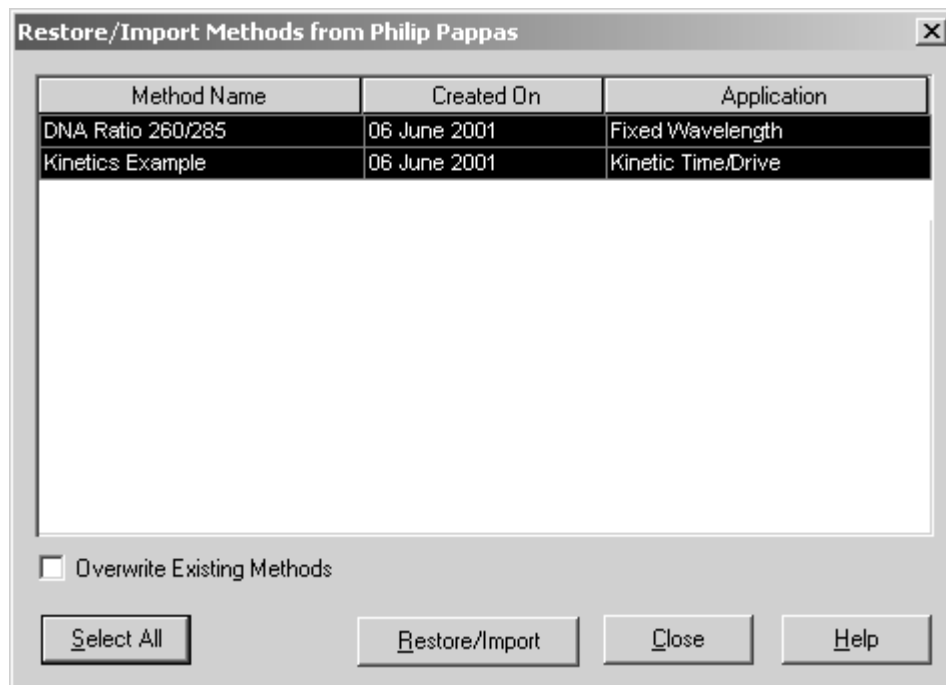 Restore/Import Methods from Philip Pappas
Method Name Created On Application
DNA Ratio 260/285 06 June 2001 Fixed Wavelength
Kinetics Example 06 June 2001 Kinetic Time/Drive
Overwrite Existing Methods
Select All Restore/Import Close Help